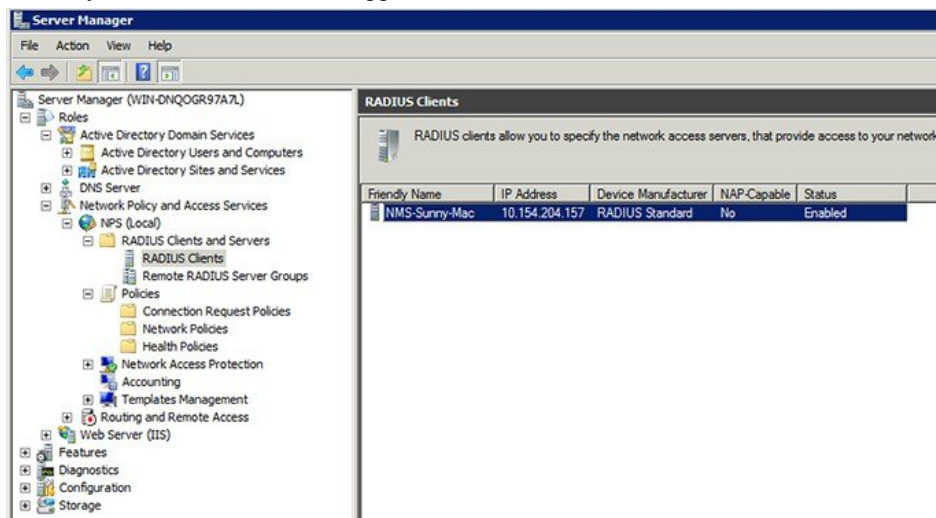 Server Manager
File Action View Help
Server Manager (WIN-DNQOGR97A7L)
Roles
Active Directory Domain Services
Active Directory Users and Computers
Active Directory Sites and Services
DNS Server
Network Policy and Access Services
NPS (Local)
RADIUS Clients and Servers
RADIUS Clients
Remote RADIUS Server Groups
Policies
Connection Request Policies
Network Policies
Health Policies
Network Access Protection
Accounting
Templates Management
Routing and Remote Access
Web Server (IIS)
Features
Diagnostics
Configuration
Storage
RADIUS Clients
RADIUS clients allow you to specify the network access servers, that provide access to your network
Friendly Name IP Address Device Manufacturer NAP-Capable Status
NMS-Sunny-Mac 10.154.204.157 RADIUS Standard No Enabled